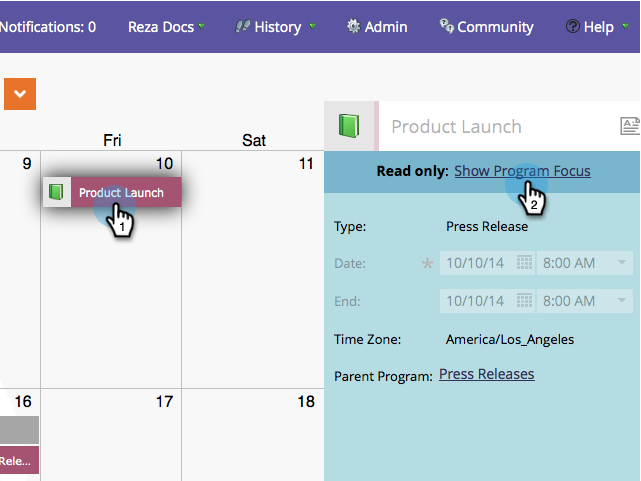 Notifications: 0 Reza Docs History Admin Community Help
Product Launch
Fri Sat
9 10 11
Read only: Show Program Focus
Product Launch
1
2
Type: Press Release
Date: * 10/10/14 8:00 AM
End: 10/10/14 8:00 AM
Time Zone: America/Los_Angeles
Parent Program: Press Releases
16 17 18
Rele...